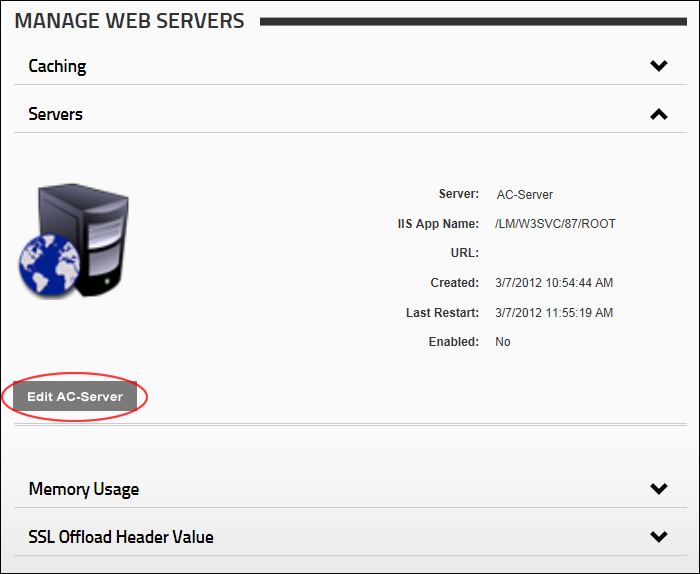 MANAGE WEB SERVERS
Caching
Servers
Server: AC-Server
IIS App Name: /LM/W3SVC/87/ROOT
URL:
Created: 3/7/2012 10:54:44 AM
Last Restart: 3/7/2012 11:55:19 AM
Enabled: No
Edit AC-Server
Memory Usage
SSL Offload Header Value